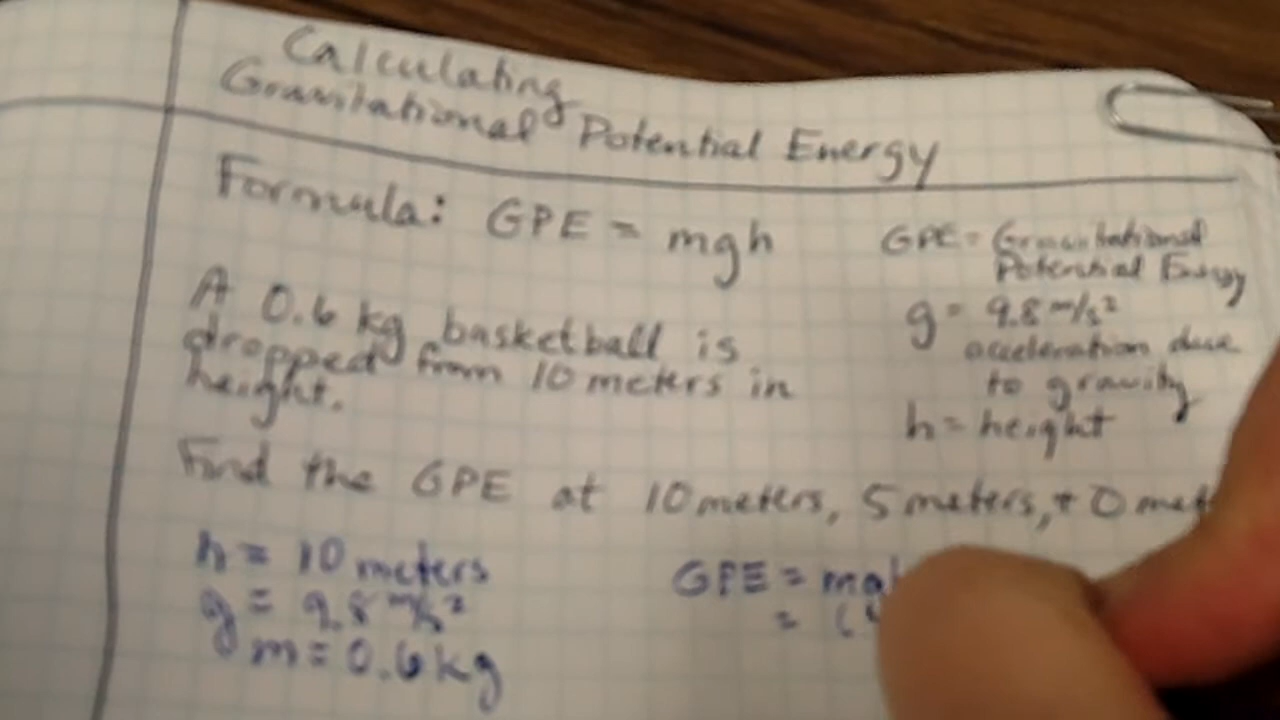 Calculating
Gravitational Potential Energy
Formula: GPE = mgh
GPE = Gravitational
Potential Energy
g = 9.8 m/s²
acceleration due
to gravity
h = height
A 0.6 kg basketball is
dropped from 10 meters in
height.
Find the GPE at 10 meters, 5 meters, + 0 met
h = 10 meters
g = 9.8 m/s²
m = 0.6 kg
GPE = mgh
= (